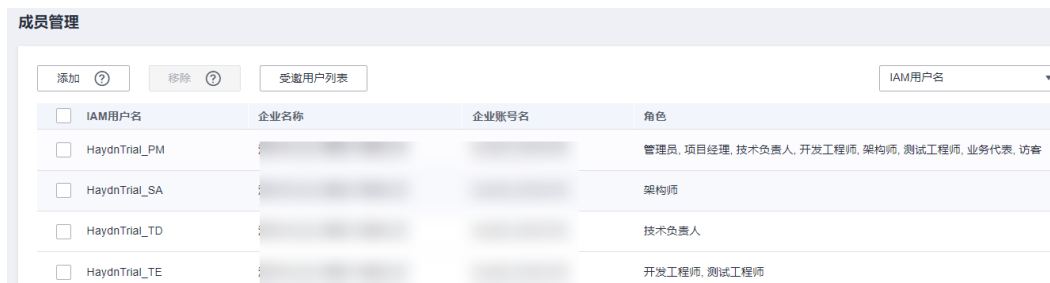 成员管理
添加 ? 移除 ? 受邀用户列表 IAM用户名
IAM用户名 企业名称 企业账号名 角色
HaydnTrial_PM 管理员, 项目经理, 技术负责人, 开发工程师, 架构师, 测试工程师, 业务代表, 访客
HaydnTrial_SA 架构师
HaydnTrial_TD 技术负责人
HaydnTrial_TE 开发工程师, 测试工程师